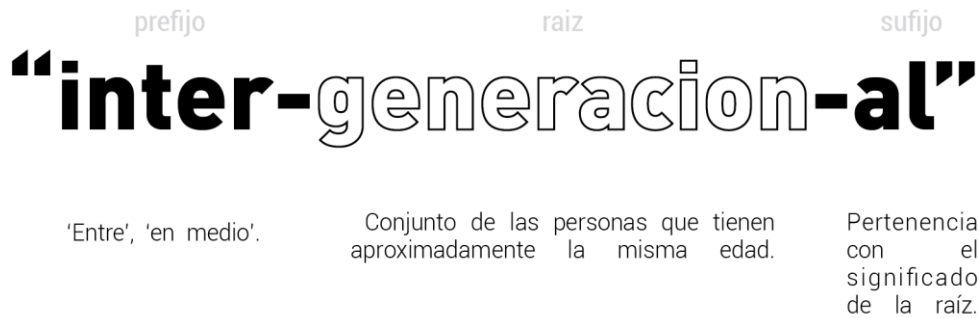 prefijo raiz sufijo
“inter-generacion-al”
‘Entre’, ‘en medio’.
Conjunto de las personas que tienen
aproximadamente la misma edad.
Pertenencia
con el
significado
de la raíz.